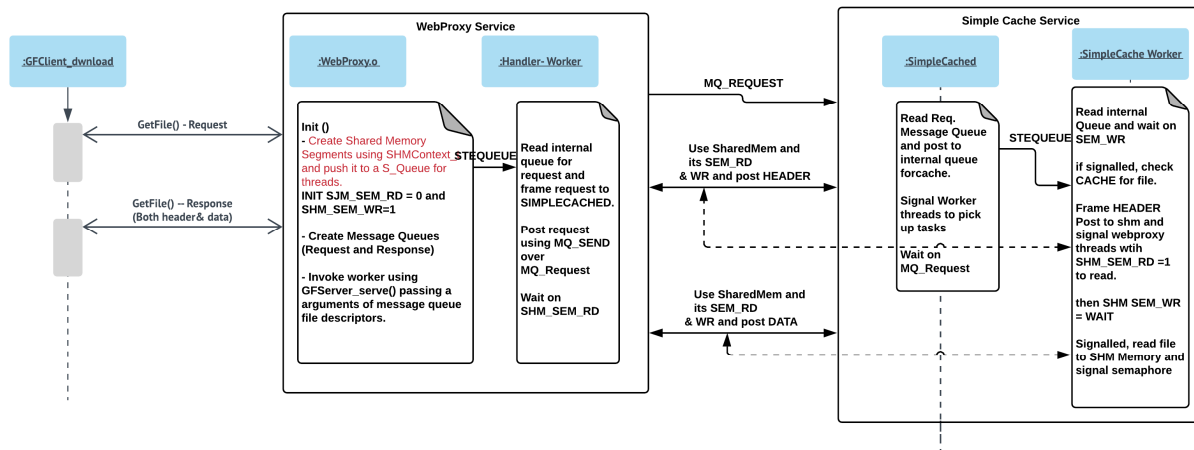 WebProxy Service
Simple Cache Service
:GFClient_dwnload
:WebProxy.o
:Handler- Worker
:SimpleCached
:SimpleCache Worker
GetFile() - Request
GetFile() -- Response
(Both header& data)
Init ()
- Create Shared Memory
Segments using SHMContext_s
and push it to a S_Queue for
threads.
INIT SJM_SEM_RD = 0 and
SHM_SEM_WR=1
- Create Message Queues
(Request and Response)
- Invoke worker using
GFServer_serve() passing a
arguments of message queue
file descriptors.
STEQUEUE
Read internal
queue for
request and
frame request to
SIMPLECACHED.
Post request
using MQ_SEND
over
MQ_Request
Wait on
SHM_SEM_RD
MQ_REQUEST
Use SharedMem and
its SEM_RD
& WR and post HEADER
Use SharedMem and
its SEM_RD
& WR and post DATA
Read Req.
Message Queue
and post to
internal queue
forcache.
Signal Worker
threads to pick
up tasks
Wait on
MQ_Request
STEQUEUE
Read internal
Queue and wait on
SEM_WR
if signalled, check
CACHE for file.
Frame HEADER
Post to shm and
signal webproxy
threads wtih
SHM_SEM_RD =1
to read.
then SHM SEM_WR
= WAIT
Signalled, read file
to SHM Memory and
signal semaphore